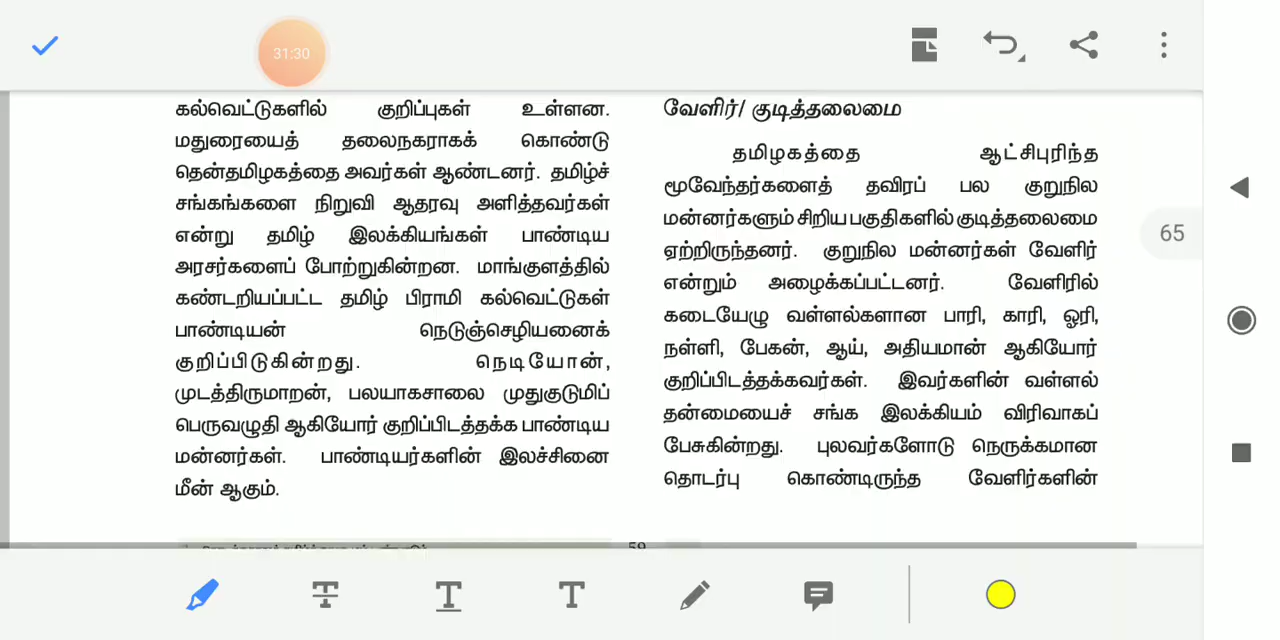 31:30
கல்வெட்டுகளில் குறிப்புகள் உள்ளன.
மதுரையைத் தலைநகராகக் கொண்டு
தென்தமிழகத்தை அவர்கள் ஆண்டனர். தமிழ்ச்
சங்கங்களை நிறுவி ஆதரவு அளித்தவர்கள்
என்று தமிழ் இலக்கியங்கள் பாண்டிய
அரசர்களைப் போற்றுகின்றன. மாங்குளத்தில்
கண்டறியப்பட்ட தமிழ் பிராமி கல்வெட்டுகள்
பாண்டியன் நெடுஞ்செழியனைக்
குறிப்பிடுகின்றது. நெடியோன்,
முடத்திருமாறன், பலயாகசாலை முதுகுடுமிப்
பெருவழுதி ஆகியோர் குறிப்பிடத்தக்க பாண்டிய
மன்னர்கள். பாண்டியர்களின் இலச்சினை
மீன் ஆகும்.
வேளிர்/ குடித்தலைமை
தமிழகத்தை ஆட்சிபுரிந்த
மூவேந்தர்களைத் தவிரப் பல குறுநில
மன்னர்களும் சிறிய பகுதிகளில் குடித்தலைமை
ஏற்றிருந்தனர். குறுநில மன்னர்கள் வேளிர்
என்றும் அழைக்கப்பட்டனர். வேளிரில்
கடையேழு வள்ளல்களான பாரி, காரி, ஓரி,
நள்ளி, பேகன், ஆய், அதியமான் ஆகியோர்
குறிப்பிடத்தக்கவர்கள். இவர்களின் வள்ளல்
தன்மையைச் சங்க இலக்கியம் விரிவாகப்
பேசுகின்றது. புலவர்களோடு நெருக்கமான
தொடர்பு கொண்டிருந்த வேளிர்களின்
65
59